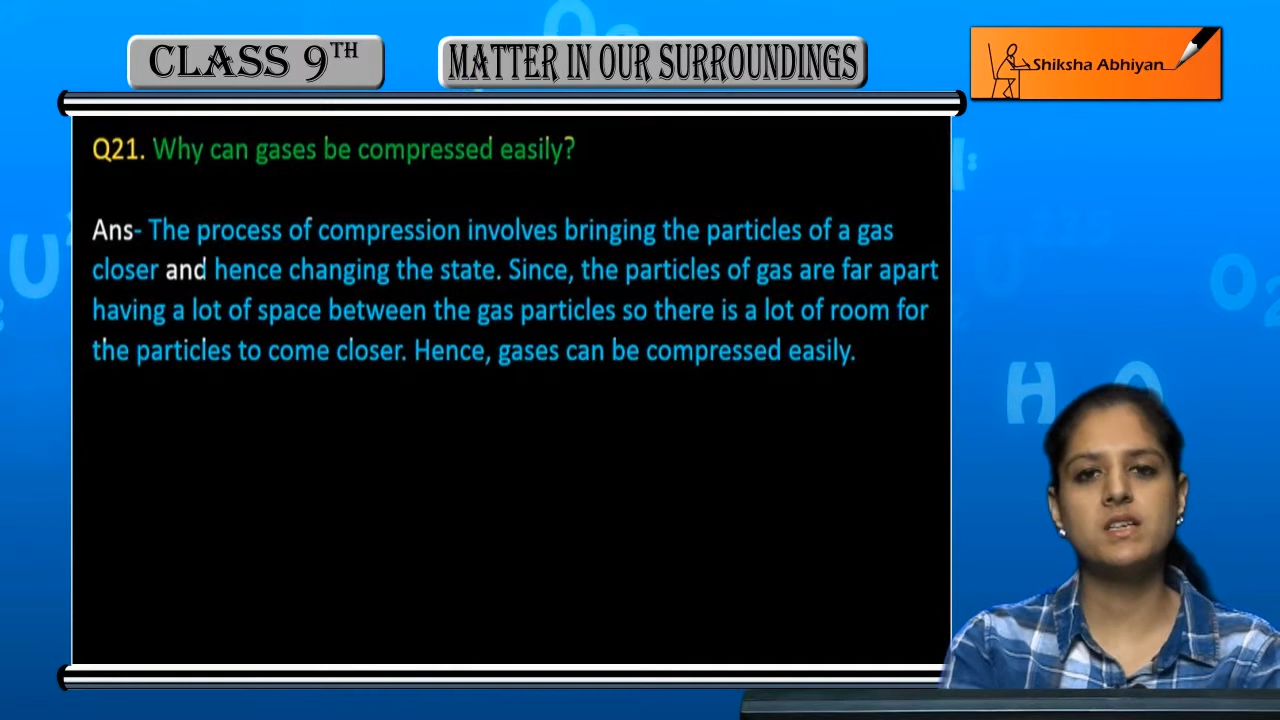 CLASS 9TH
MATTER IN OUR SURROUNDINGS
Shiksha Abhiyan
Q21. Why can gases be compressed easily?
Ans- The process of compression involves bringing the particles of a gas
closer and hence changing the state. Since, the particles of gas are far apart
having a lot of space between the gas particles so there is a lot of room for
the particles to come closer. Hence, gases can be compressed easily.
H
O
O2
U